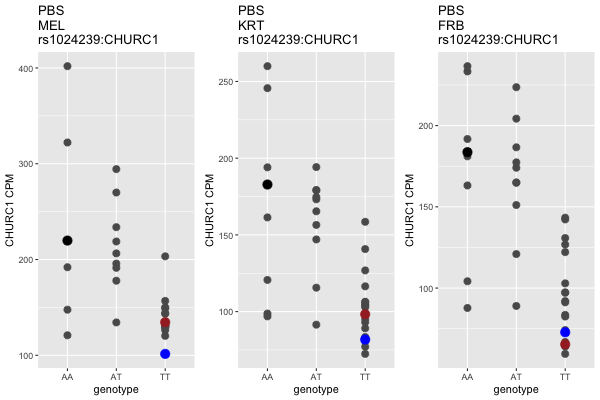 PBS
MEL
rs1024239:CHURC1
400
300
200
100
CHURC1 CPM
AA
AT
TT
genotype
PBS
KRT
rs1024239:CHURC1
250
200
150
100
CHURC1 CPM
AA
AT
TT
genotype
PBS
FRB
rs1024239:CHURC1
200
150
100
CHURC1 CPM
AA
AT
TT
genotype